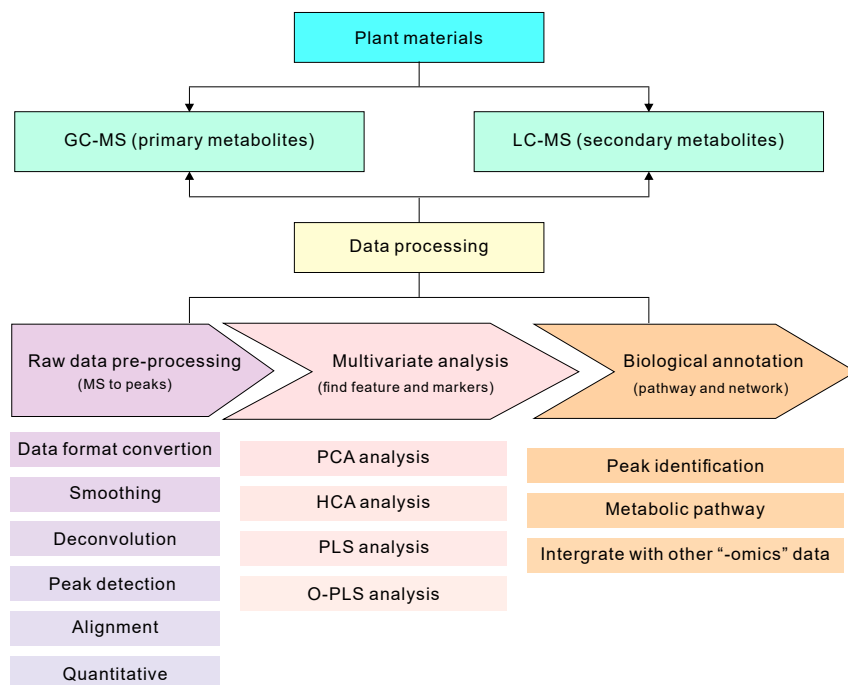 Plant materials
GC-MS (primary metabolites)
LC-MS (secondary metabolites)
Data processing
Raw data pre-processing
(MS to peaks)
Multivariate analysis
(find feature and markers)
Biological annotation
(pathway and network)
Data format convertion
Smoothing
Deconvolution
Peak detection
Alignment
Quantitative
PCA analysis
HCA analysis
PLS analysis
O-PLS analysis
Peak identification
Metabolic pathway
Intergrate with other “-omics” data